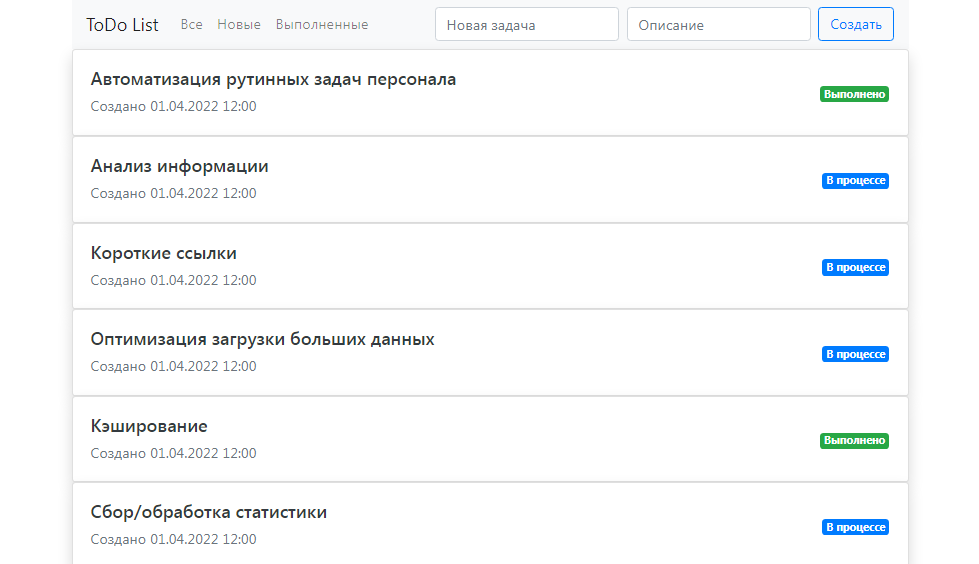 ToDo List Все Новые Выполненные Новая задача Описание Создать
Автоматизация рутинных задач персонала
Создано 01.04.2022 12:00
Выполнено
Анализ информации
Создано 01.04.2022 12:00
В процессе
Короткие ссылки
Создано 01.04.2022 12:00
В процессе
Оптимизация загрузки больших данных
Создано 01.04.2022 12:00
В процессе
Кэширование
Создано 01.04.2022 12:00
Выполнено
Сбор/обработка статистики
Создано 01.04.2022 12:00
В процессе